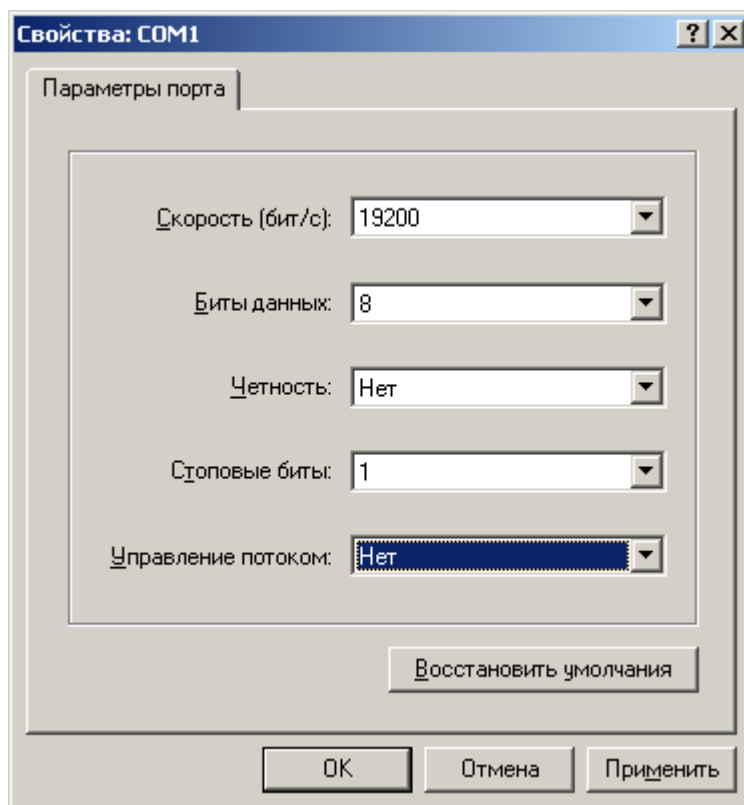 Свойства: COM1
Параметры порта
Скорость (бит/с): 19200
Биты данных: 8
Четность: Нет
Стоповые биты: 1
Управление потоком: Нет
Восстановить умолчания
OK Отмена Применить